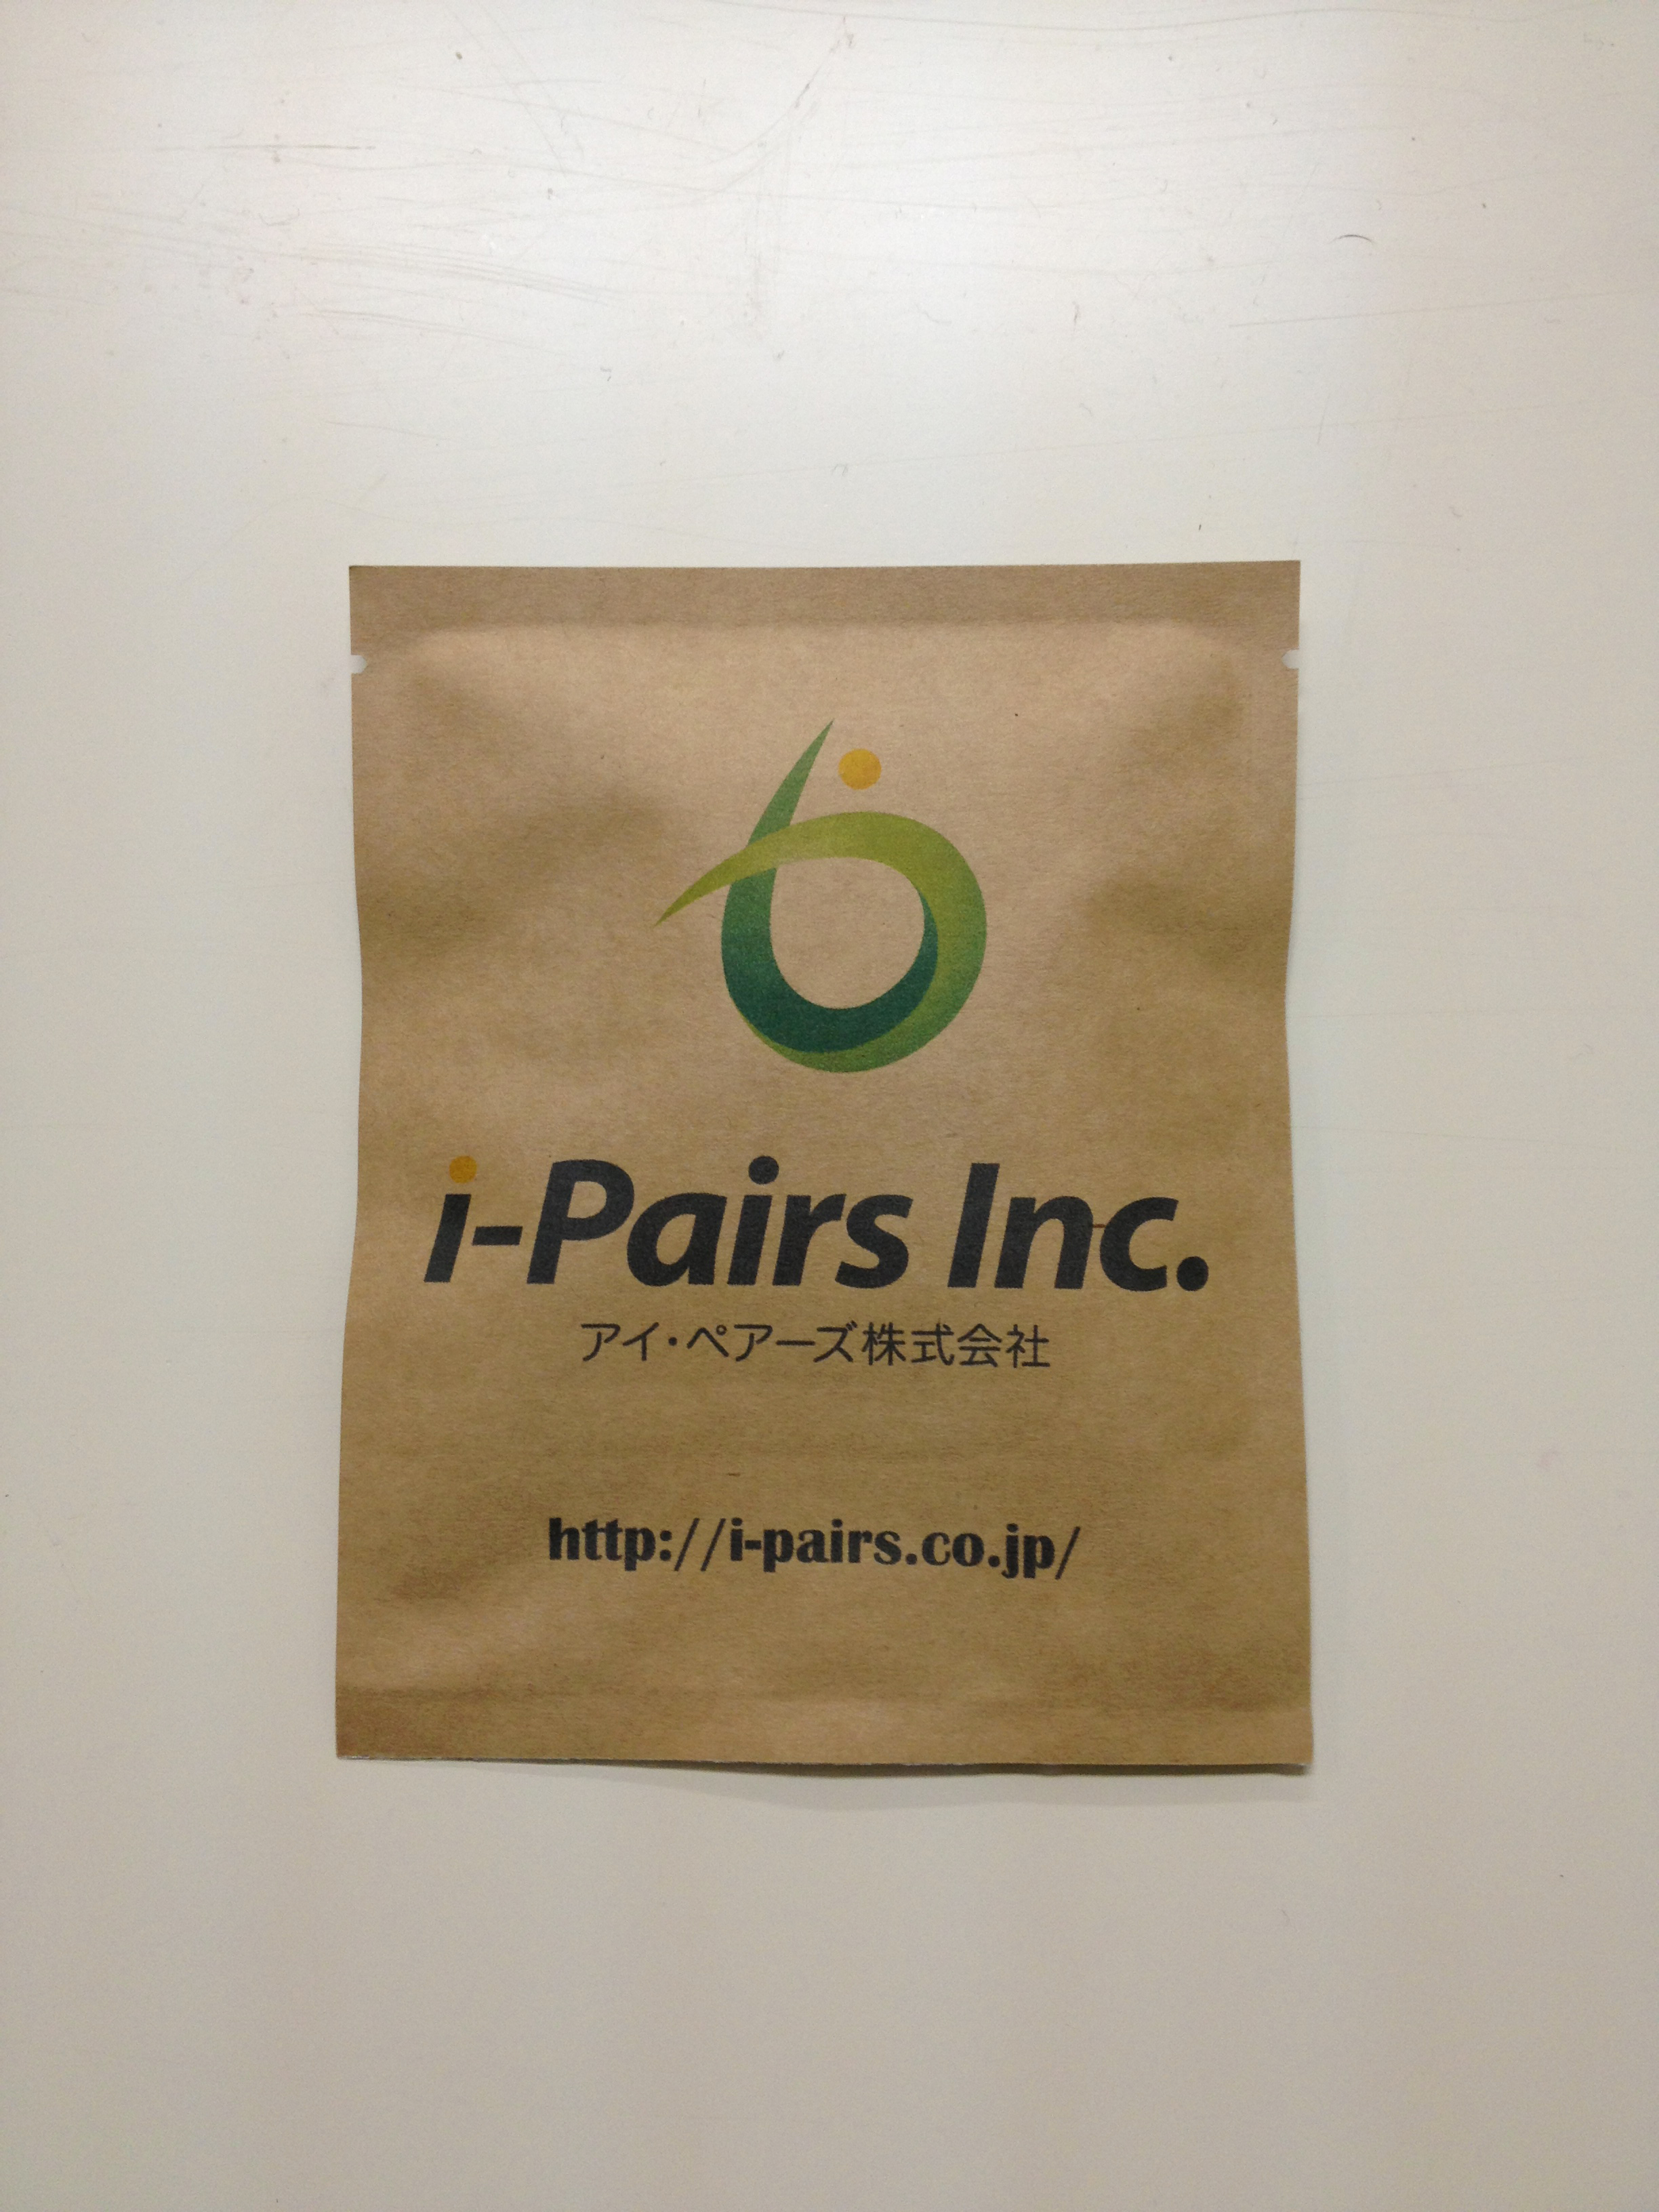 i-Pairs Inc.
アイ・ペアーズ株式会社
http://i-pairs.co.jp/